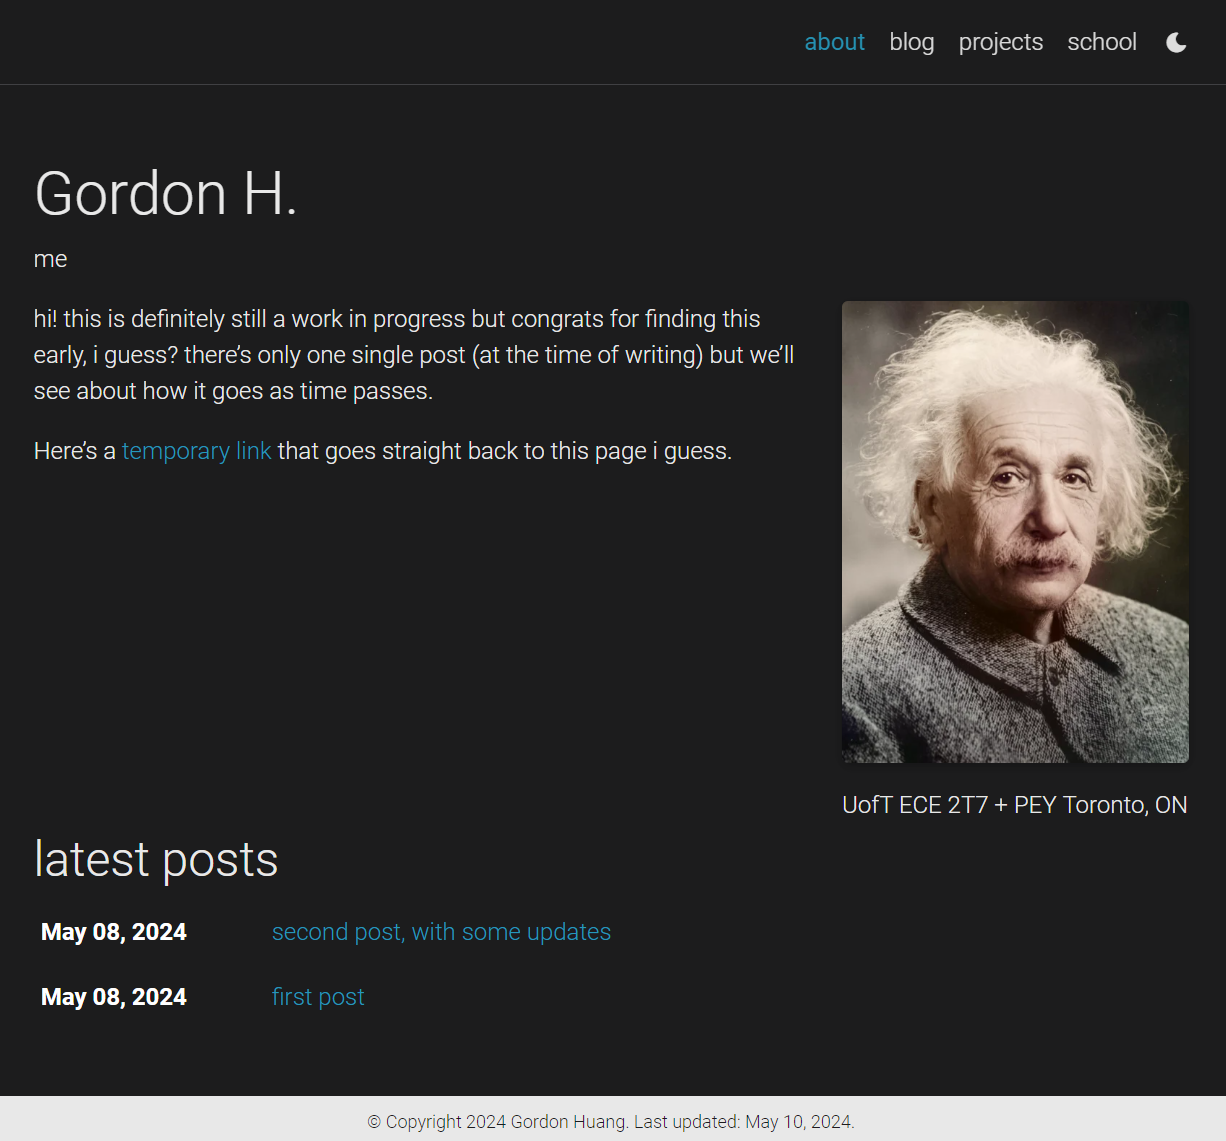 about blog projects school
Gordon H.
me
hi! this is definitely still a work in progress but congrats for finding this
early, i guess? there’s only one single post (at the time of writing) but we’ll
see about how it goes as time passes.
Here’s a temporary link that goes straight back to this page i guess.
UofT ECE 2T7 + PEY Toronto, ON
latest posts
May 08, 2024 second post, with some updates
May 08, 2024 first post
© Copyright 2024 Gordon Huang. Last updated: May 10, 2024.